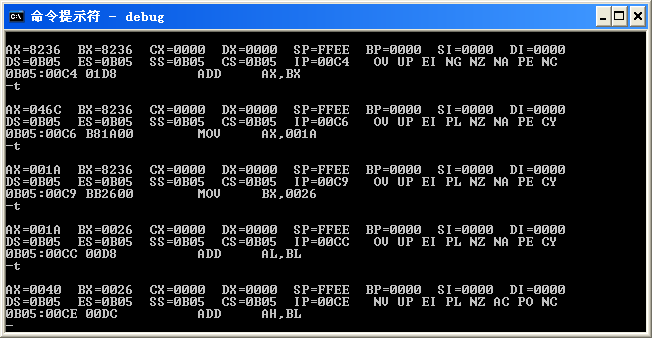 命令提示符 - debug
AX=8236  BX=8236  CX=0000  DX=0000  SP=FFEE  BP=0000  SI=0000  DI=0000
DS=0B05  ES=0B05  SS=0B05  CS=0B05  IP=00C4   OV UP EI NG NZ NA PE NC
0B05:00C4 01D8          ADD     AX,BX
-t
AX=046C  BX=8236  CX=0000  DX=0000  SP=FFEE  BP=0000  SI=0000  DI=0000
DS=0B05  ES=0B05  SS=0B05  CS=0B05  IP=00C6   OV UP EI PL NZ NA PE CY
0B05:00C6 B81A00        MOV     AX,001A
-t
AX=001A  BX=8236  CX=0000  DX=0000  SP=FFEE  BP=0000  SI=0000  DI=0000
DS=0B05  ES=0B05  SS=0B05  CS=0B05  IP=00C9   OV UP EI PL NZ NA PE CY
0B05:00C9 BB2600        MOV     BX,0026
-t
AX=001A  BX=0026  CX=0000  DX=0000  SP=FFEE  BP=0000  SI=0000  DI=0000
DS=0B05  ES=0B05  SS=0B05  CS=0B05  IP=00CC   OV UP EI PL NZ NA PE CY
0B05:00CC 00D8          ADD     AL,BL
-t
AX=0040  BX=0026  CX=0000  DX=0000  SP=FFEE  BP=0000  SI=0000  DI=0000
DS=0B05  ES=0B05  SS=0B05  CS=0B05  IP=00CE   NV UP EI PL NZ AC PO NC
0B05:00CE 00DC          ADD     AH,BL
-